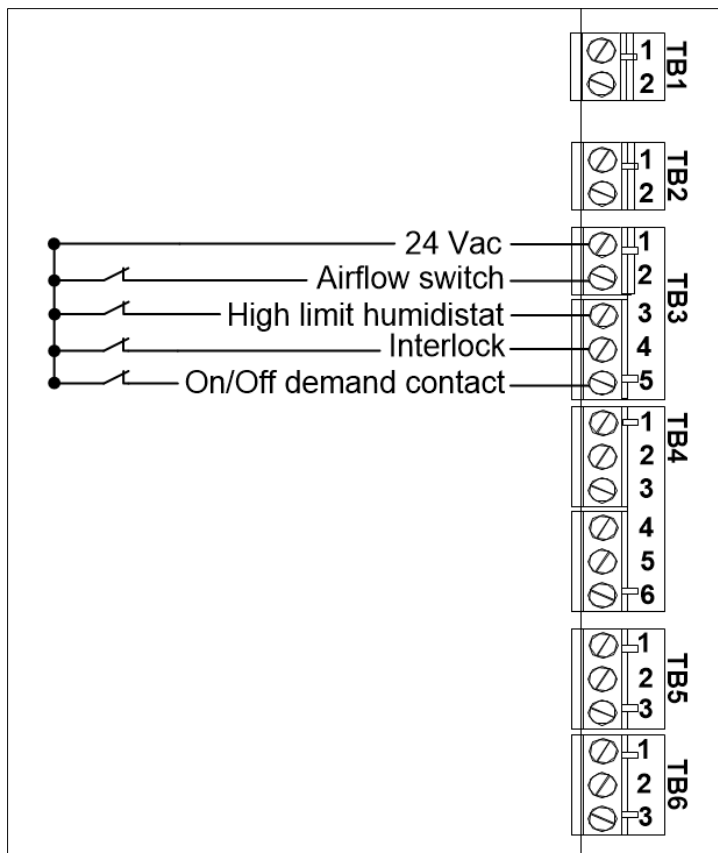 1
2
TB1
1
2
TB2
24 Vac 1
Airflow switch 2
High limit humidistat 3
Interlock 4
On/Off demand contact 5
TB3
1
2
3
4
5
6
TB4
1
2
3
TB5
1
2
3
TB6